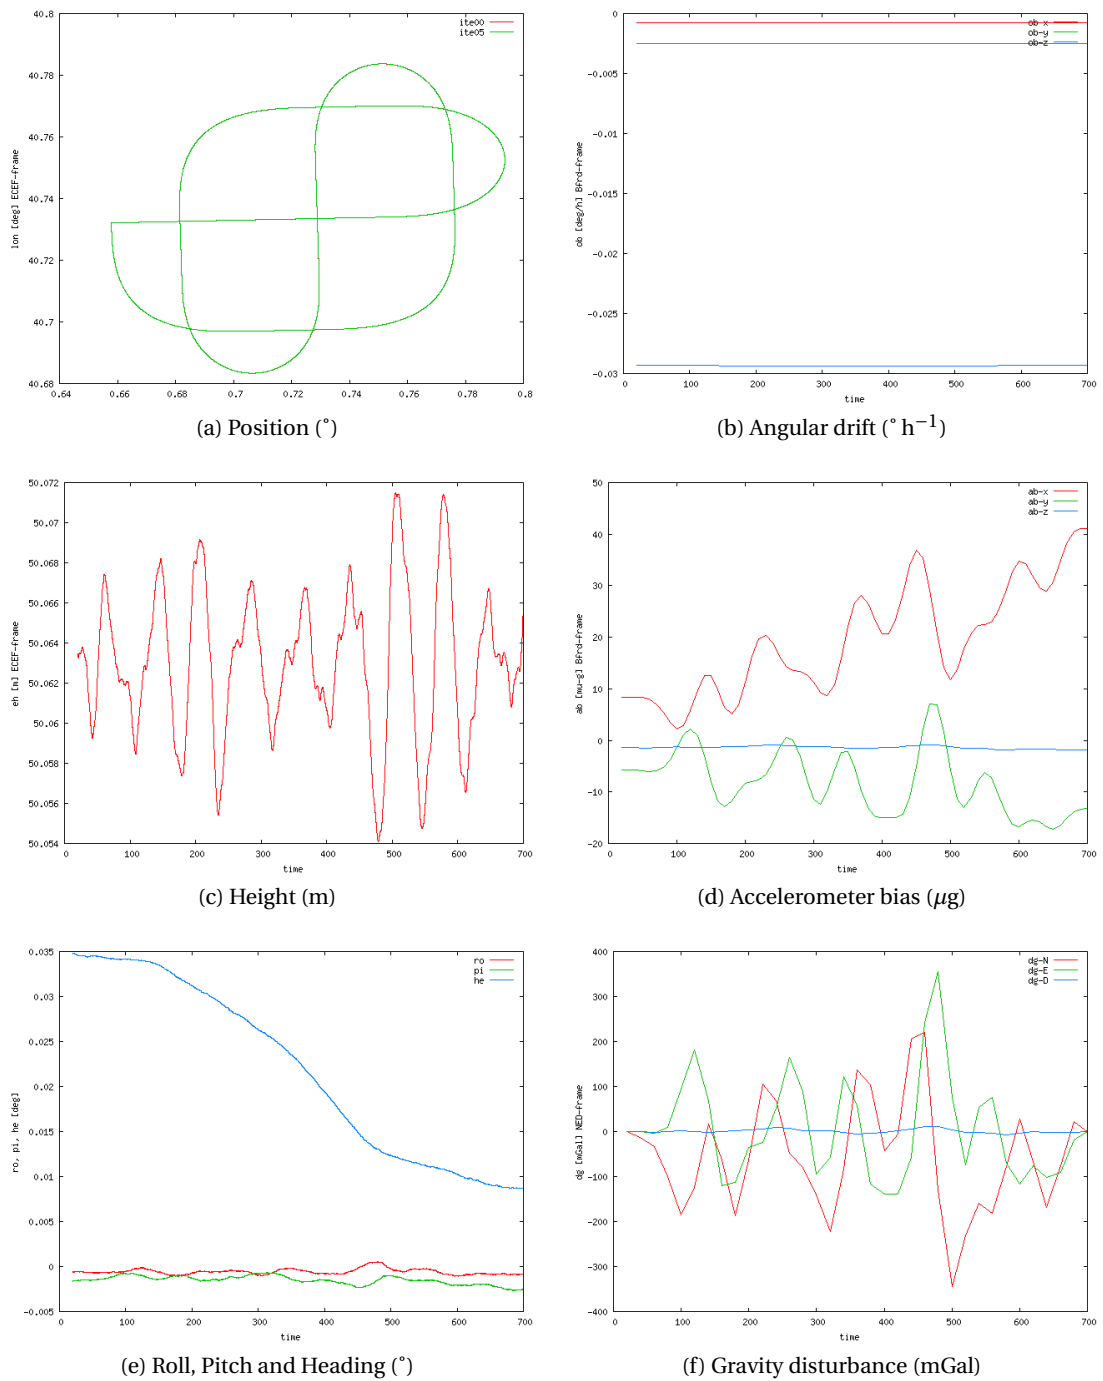 40.8
40.78
40.76
40.74
40.72
40.7
40.68
0.64 0.66 0.68 0.7 0.72 0.74 0.76 0.78 0.8
lon [deg] ECEF-frame
ite00
ite05
(a) Position (°)
0
-0.005
-0.01
-0.015
-0.02
-0.025
-0.03
0 100 200 300 400 500 600 700
time
ob [deg/h] Bfrd-frame
ob-x
ob-y
ob-z
(b) Angular drift (° h−1)
50.072
50.07
50.068
50.066
50.064
50.062
50.06
50.058
50.056
50.054
0 100 200 300 400 500 600 700
time
eh [m] ECEF-frame
(c) Height (m)
50
40
30
20
10
0
-10
-20
0 100 200 300 400 500 600 700
time
ab [mu-g] Bfrd-frame
ab-x
ab-y
ab-z
(d) Accelerometer bias (μg)
0.035
0.03
0.025
0.02
0.015
0.01
0.005
0
-0.005
0 100 200 300 400 500 600 700
time
ro, pi, he [deg]
ro
pi
he
(e) Roll, Pitch and Heading (°)
400
300
200
100
0
-100
-200
-300
-400
0 100 200 300 400 500 600 700
time
dg [mGal] NED-frame
dg-N
dg-E
dg-D
(f) Gravity disturbance (mGal)